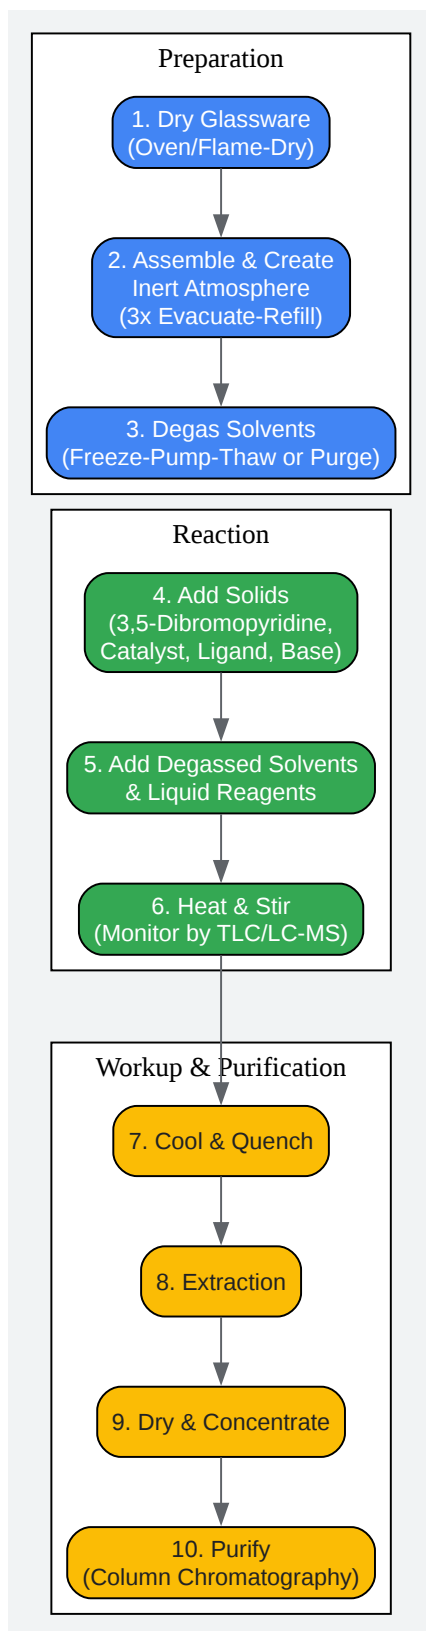 Preparation
1. Dry Glassware
(Oven/Flame-Dry)
2. Assemble & Create
Inert Atmosphere
(3x Evacuate-Refill)
3. Degas Solvents
(Freeze-Pump-Thaw or Purge)
Reaction
4. Add Solids
(3,5-Dibromopyridine,
Catalyst, Ligand, Base)
5. Add Degassed Solvents
& Liquid Reagents
6. Heat & Stir
(Monitor by TLC/LC-MS)
Workup & Purification
7. Cool & Quench
8. Extraction
9. Dry & Concentrate
10. Purify
(Column Chromatography)